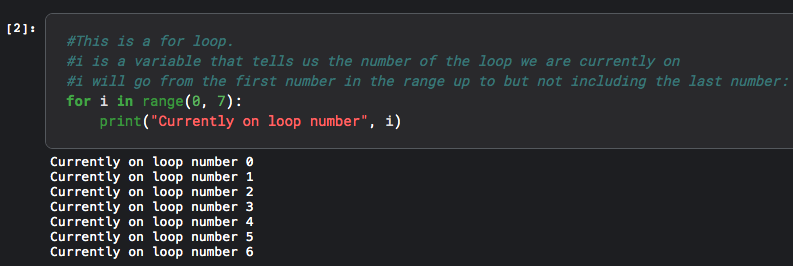 [2]:
#This is a for loop.
#i is a variable that tells us the number of the loop we are currently on
#i will go from the first number in the range up to but not including the last number:
for i in range(0, 7):
    print("Currently on loop number", i)
Currently on loop number 0
Currently on loop number 1
Currently on loop number 2
Currently on loop number 3
Currently on loop number 4
Currently on loop number 5
Currently on loop number 6